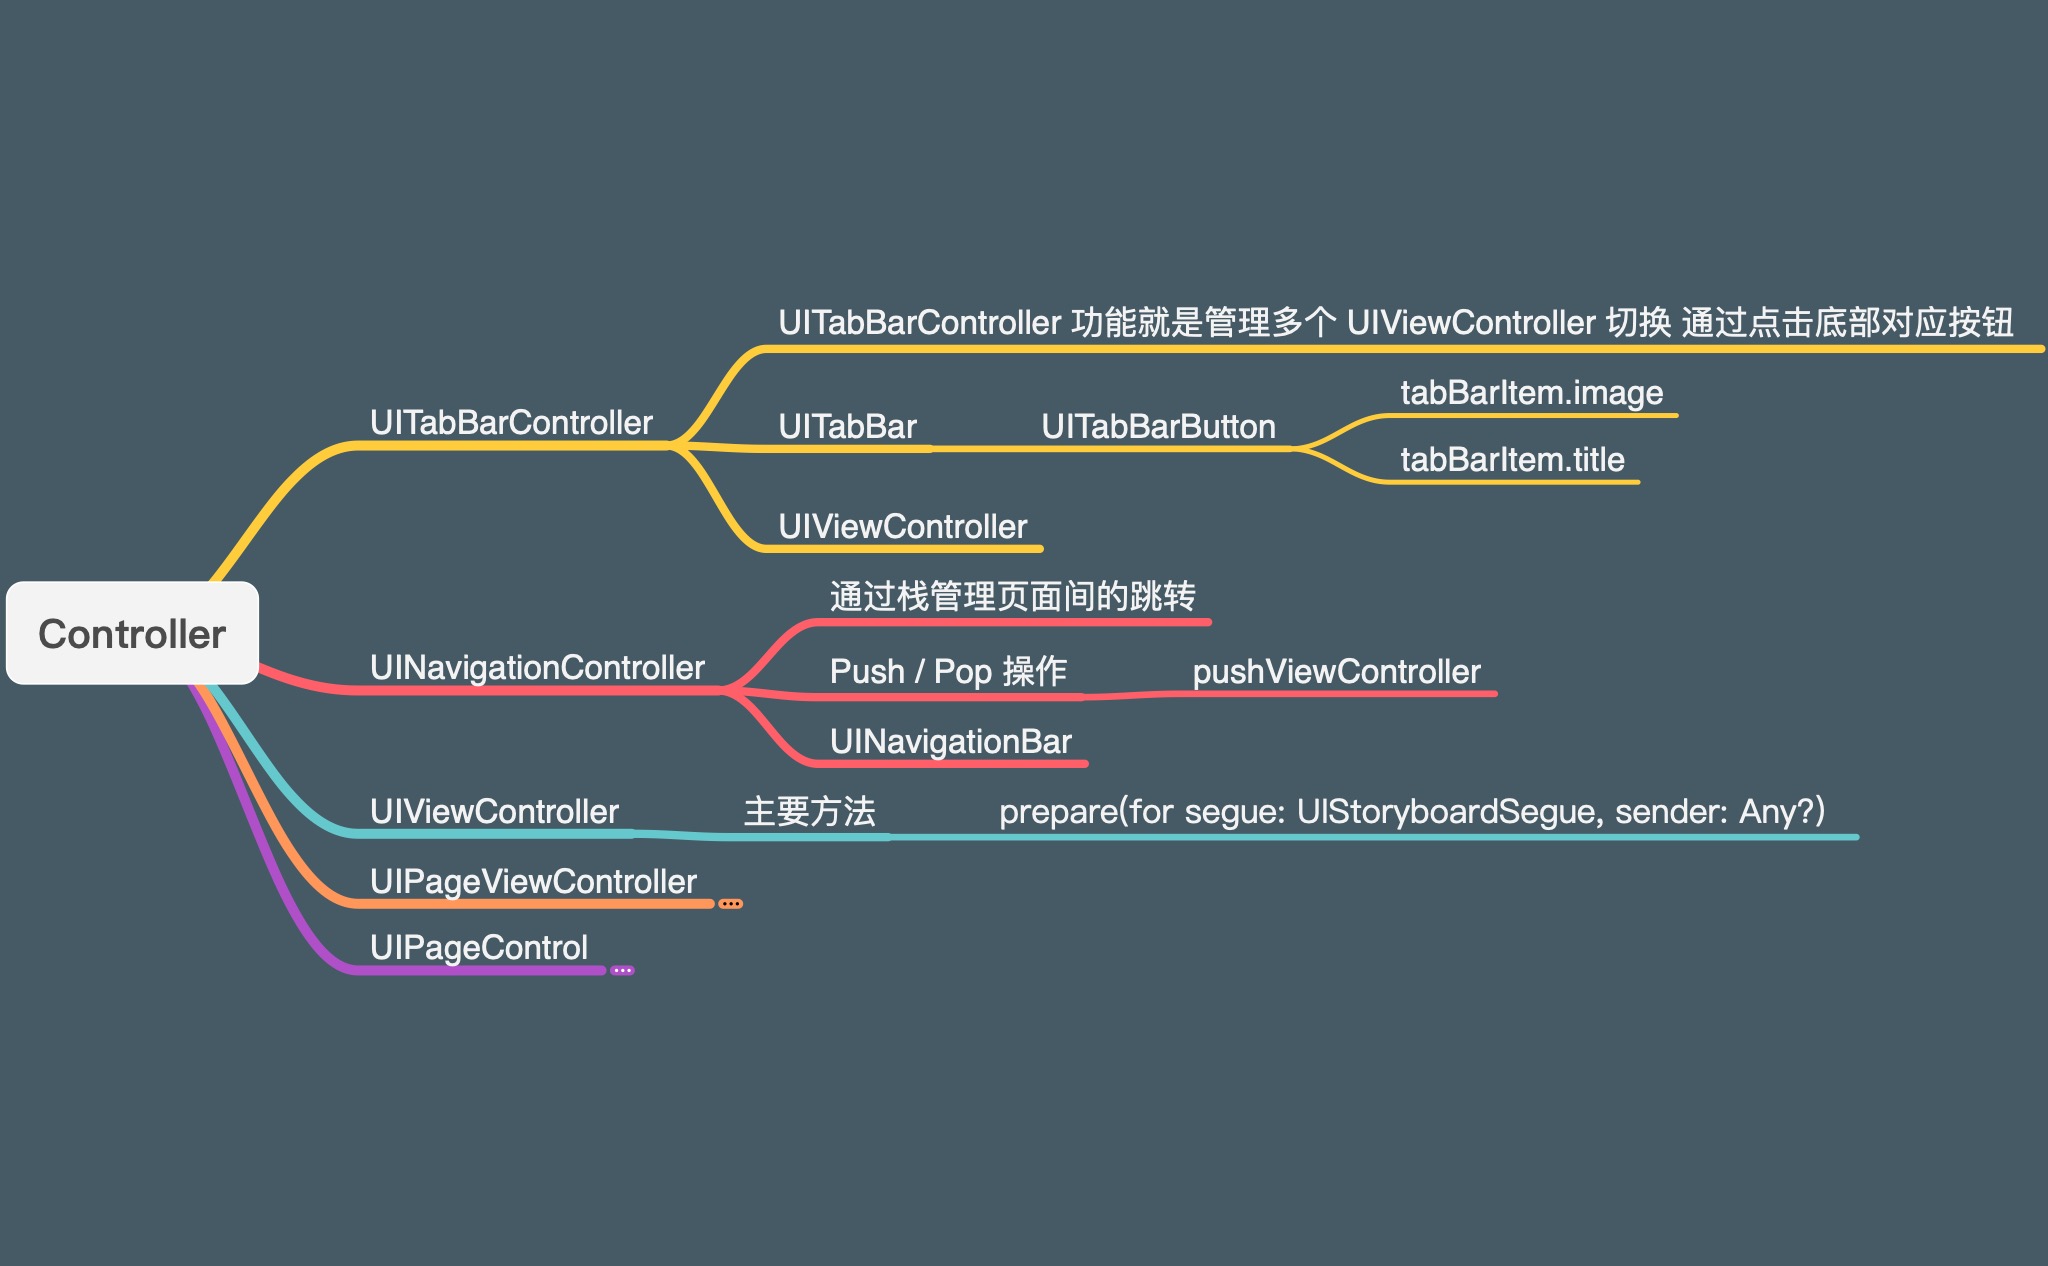 Controller
UITabBarController
UITabBarController 功能就是管理多个 UIViewController 切换 通过点击底部对应按钮
UITabBar
UITabBarButton
tabBarItem.image
tabBarItem.title
UIViewController
UINavigationController
通过栈管理页面间的跳转
Push / Pop 操作
pushViewController
UINavigationBar
UIViewController
主要方法
prepare(for segue: UIStoryboardSegue, sender: Any?)
UIPageViewController
UIPageControl